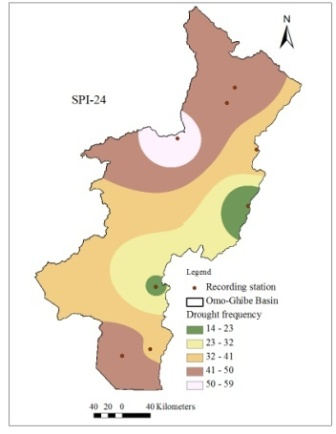 N
SPI-24
Legend
Recording station
Omo-Ghibe Basin
Drought frequency
14 - 23
23 - 32
32 - 41
41 - 50
50 - 59
40 20 0 40 Kilometers